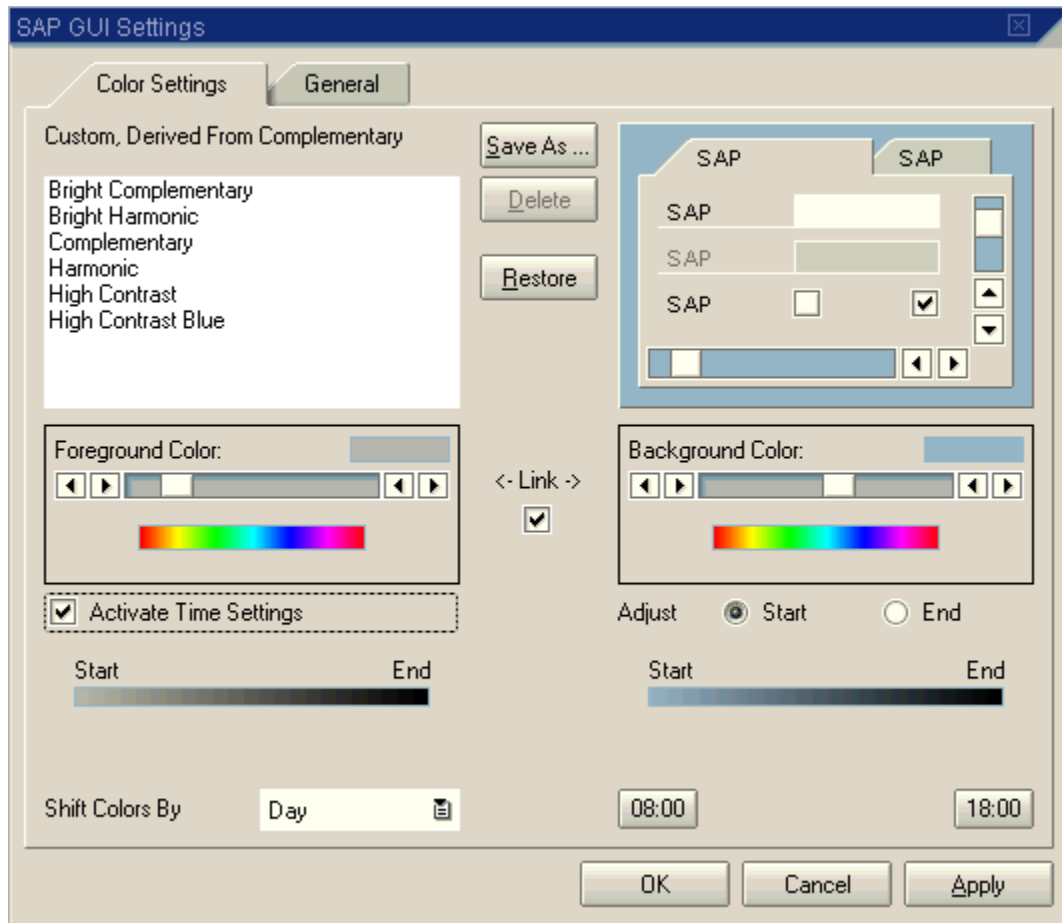 SAP GUI Settings
Color Settings
General
Custom, Derived From Complementary
Save As ...
Delete
Restore
Bright Complementary
Bright Harmonic
Complementary
Harmonic
High Contrast
High Contrast Blue
SAP
SAP
SAP
SAP
SAP
Foreground Color:
<- Link ->
Background Color:
Activate Time Settings
Adjust
Start
End
Start
End
Start
End
Shift Colors By
Day
08:00
18:00
OK
Cancel
Apply